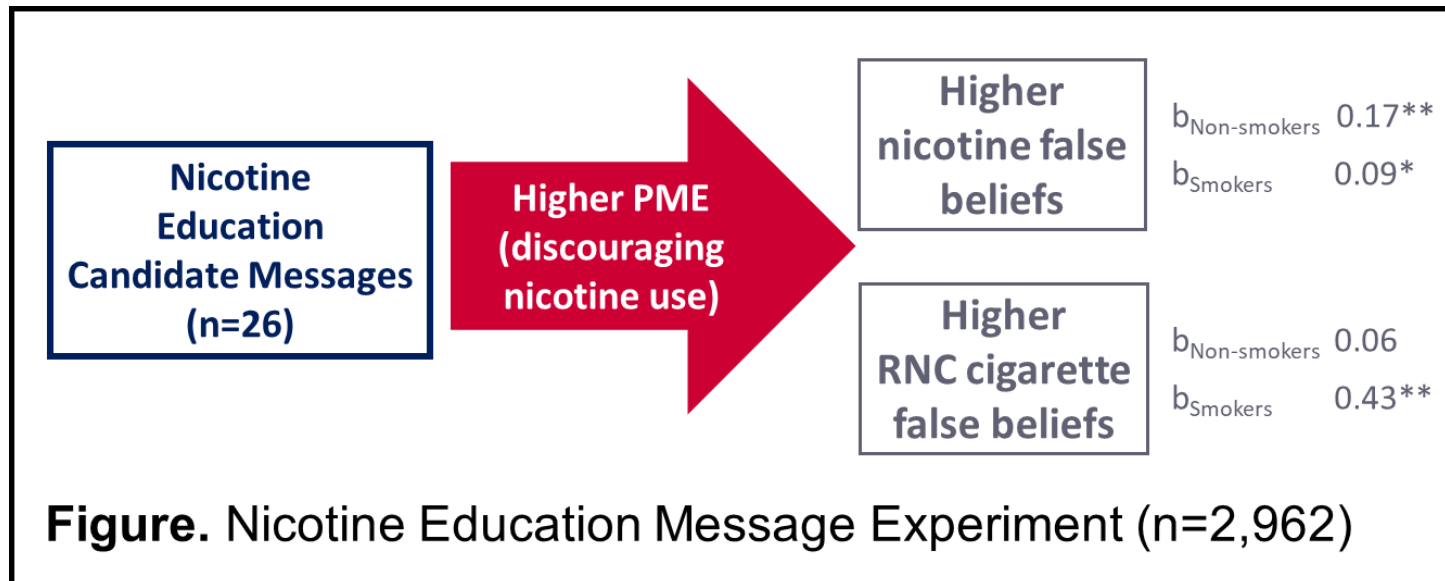 Nicotine
Education
Candidate Messages
(n=26)
Higher PME
(discouraging
nicotine use)
Higher
nicotine false
beliefs
bNon-smokers 0.17**
bSmokers 0.09*
Higher
RNC cigarette
false beliefs
bNon-smokers 0.06
bSmokers 0.43**
Figure. Nicotine Education Message Experiment (n=2,962)